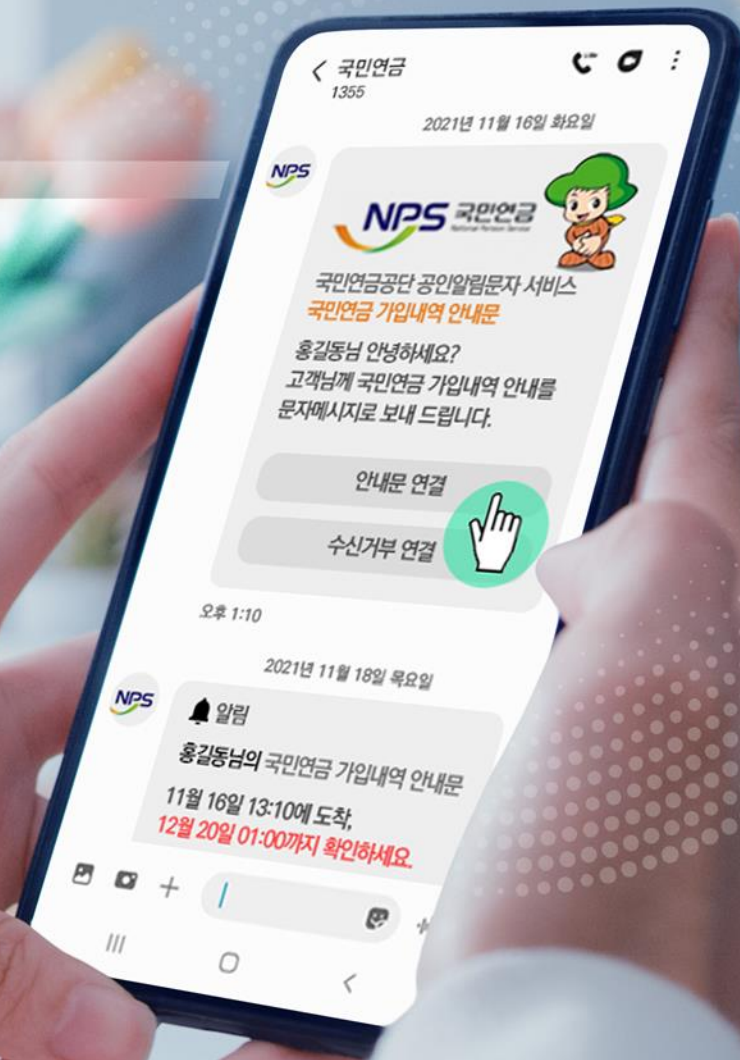 국민연금
1355
2021년 11월 16일 화요일
NPS
NPS 국민연금
National Pension Service
국민연금공단 공인알림문자 서비스
국민연금 가입내역 안내문
홍길동님 안녕하세요?
고객님께 국민연금 가입내역 안내를
문자메시지로 보내 드립니다.
안내문 연결
수신거부 연결
오후 1:10
2021년 11월 18일 목요일
NPS
알림
홍길동님의 국민연금 가입내역 안내문
11월 16일 13:10에 도착,
12월 20일 01:00까지 확인하세요.